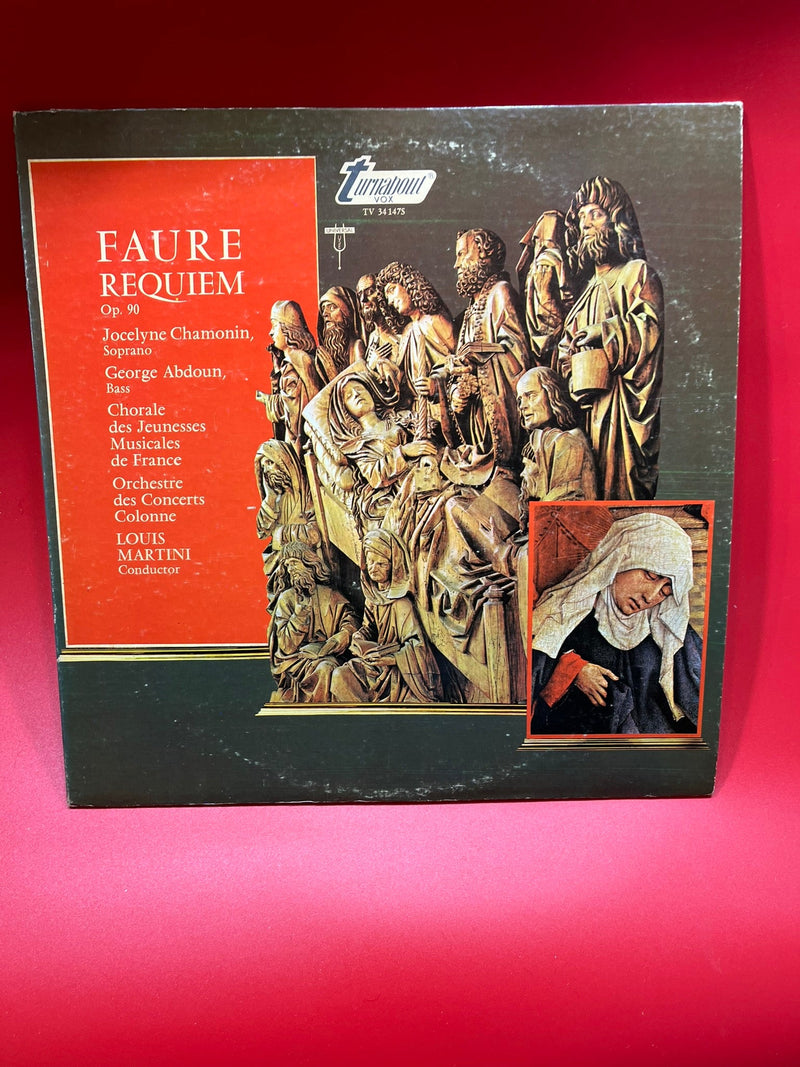 turnabout®
VOX
TV 34147S
UNIVERSAL
FAURE
REQUIEM
Op. 90
Jocelyne Chamonin,
Soprano
George Abdoun,
Bass
Chorale
des Jeunesses
Musicales
de France
Orchestre
des Concerts
Colonne
LOUIS
MARTINI
Conductor